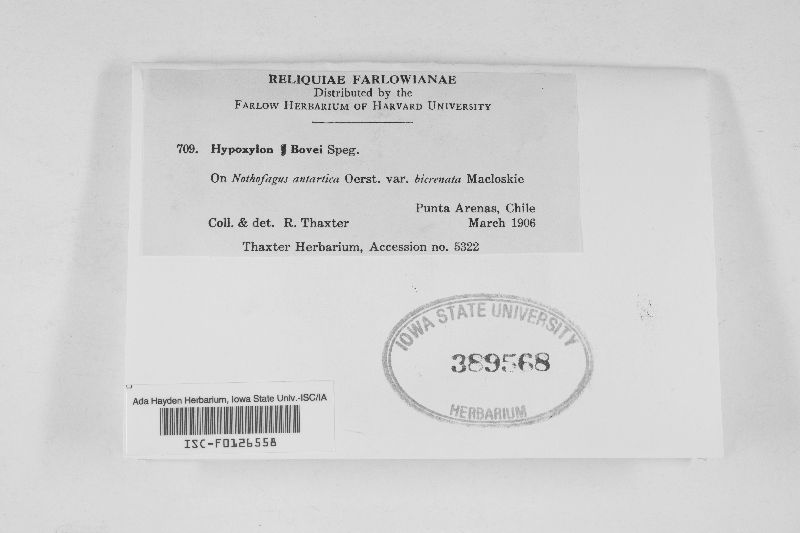 RELIQUIAE FARLOWIANAE
Distributed by the
FARLOW HERBARIUM OF HARVARD UNIVERSITY
709. Hypoxylon Bovei Speg.
On Nothofagus antartica Oerst. var. bicrenata Macloskie
Punta Arenas, Chile
Coll. & det. R. Thaxter March 1906
Thaxter Herbarium, Accession no. 5322
IOWA STATE UNIVERSITY
389568
HERBARIUM
Ada Hayden Herbarium, Iowa State Univ.-ISC/IA
ISC-F0126558